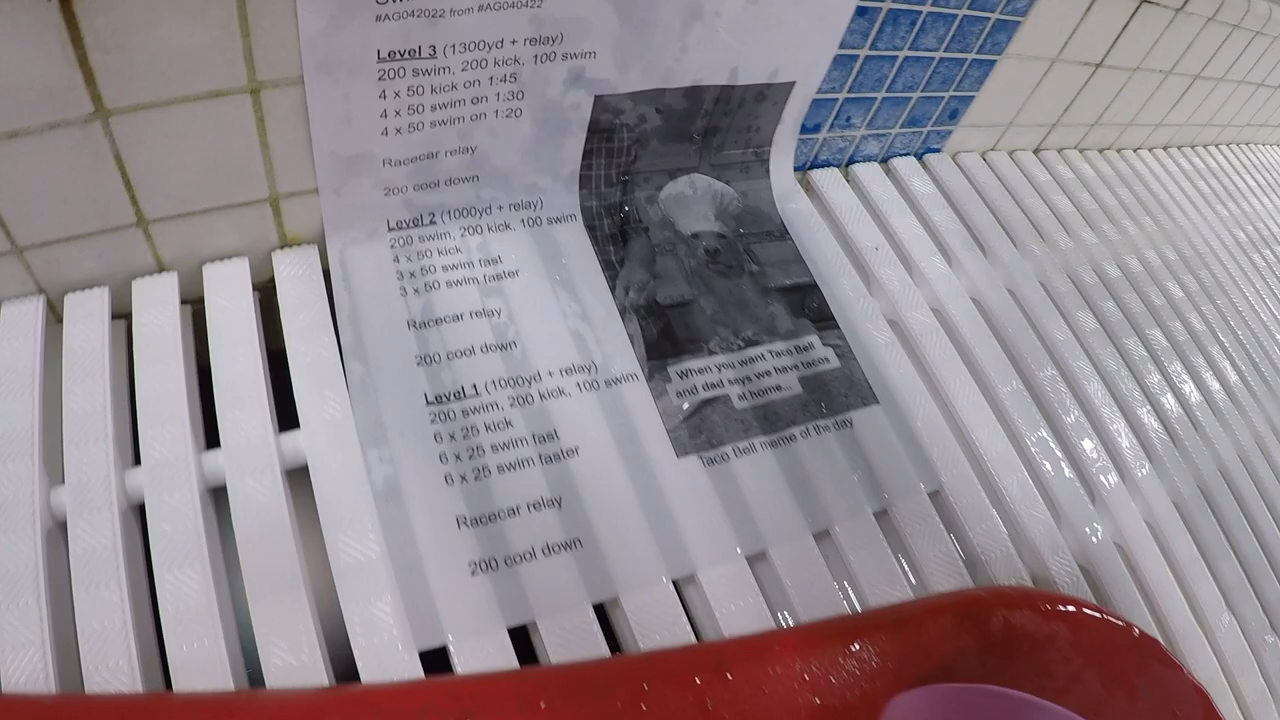 #AG042022 from #AG040422
Level 3 (1300yd + relay)
200 swim, 200 kick, 100 swim
4 x 50 kick on 1:45
4 x 50 swim on 1:30
4 x 50 swim on 1:20
Racecar relay
200 cool down
Level 2 (1000yd + relay)
200 swim, 200 kick, 100 swim
4 x 50 kick
3 x 50 swim fast
3 x 50 swim faster
Racecar relay
200 cool down
Level 1 (1000yd + relay)
200 swim, 200 kick, 100 swim
6 x 25 kick
6 x 25 swim fast
6 x 25 swim faster
Racecar relay
200 cool down
When you want Taco Bell
and dad says we have tacos
at home...
Taco Bell meme of the day